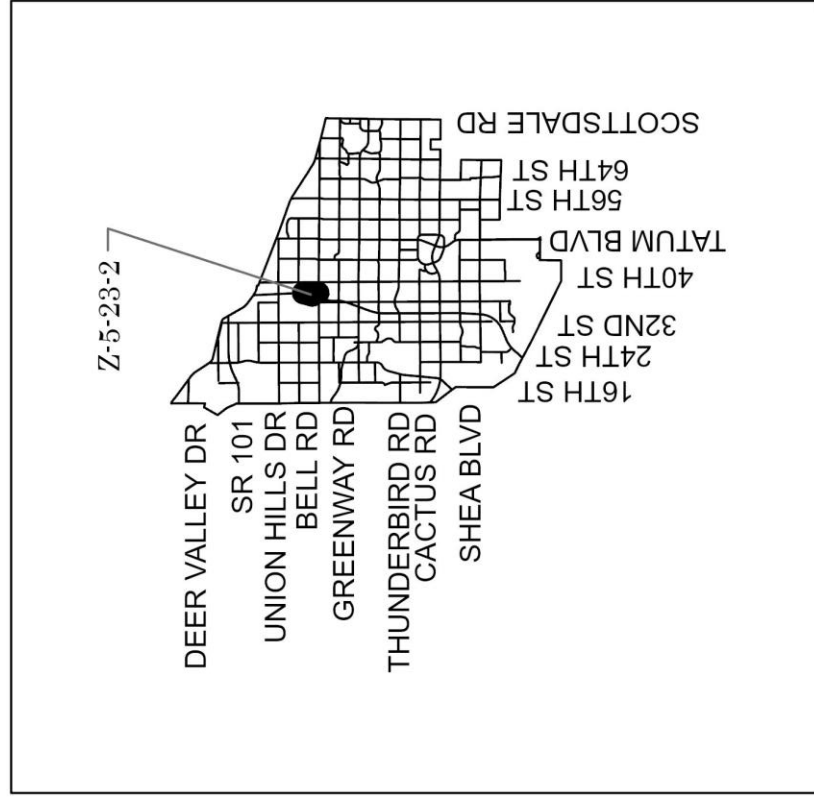 Z-5-23-2
DEER VALLEY DR
SR 101
UNION HILLS DR
BELL RD
GREENWAY RD
THUNDERBIRD RD
CACTUS RD
SHEA BLVD
16TH ST
24TH ST
32ND ST
40TH ST
TATUM BLVD
56TH ST
64TH ST
SCOTTSDALE RD